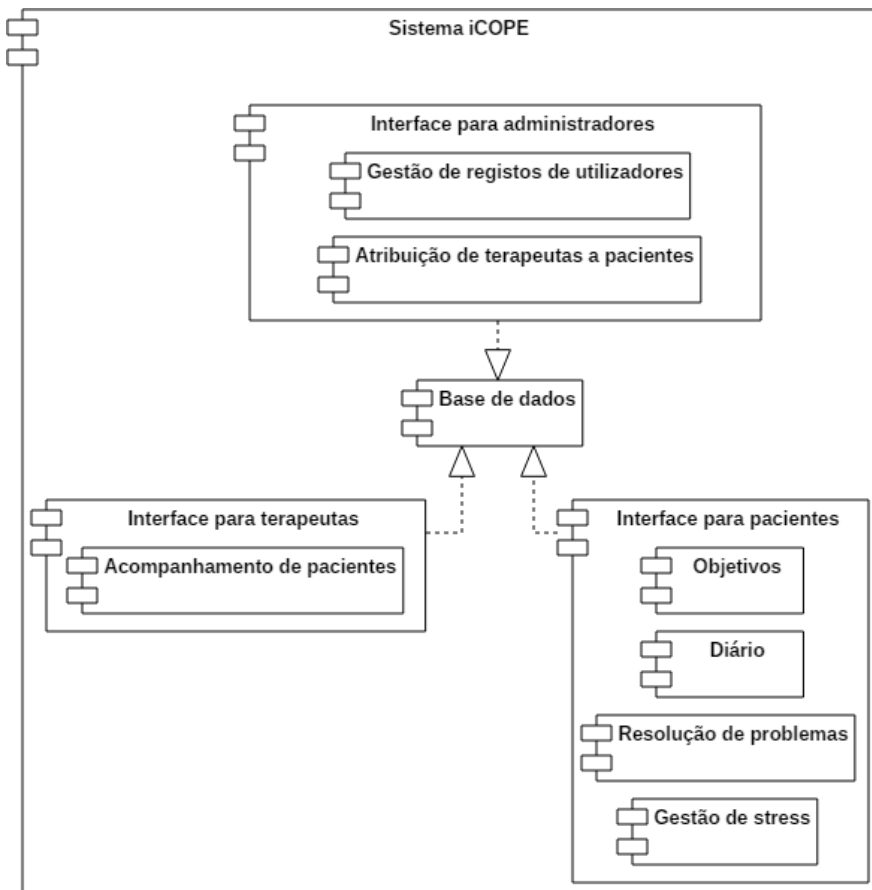 Sistema iCOPE
Interface para administradores
Gestão de registos de utilizadores
Atribuição de terapeutas a pacientes
Base de dados
Interface para terapeutas
Acompanhamento de pacientes
Interface para pacientes
Objetivos
Diário
Resolução de problemas
Gestão de stress